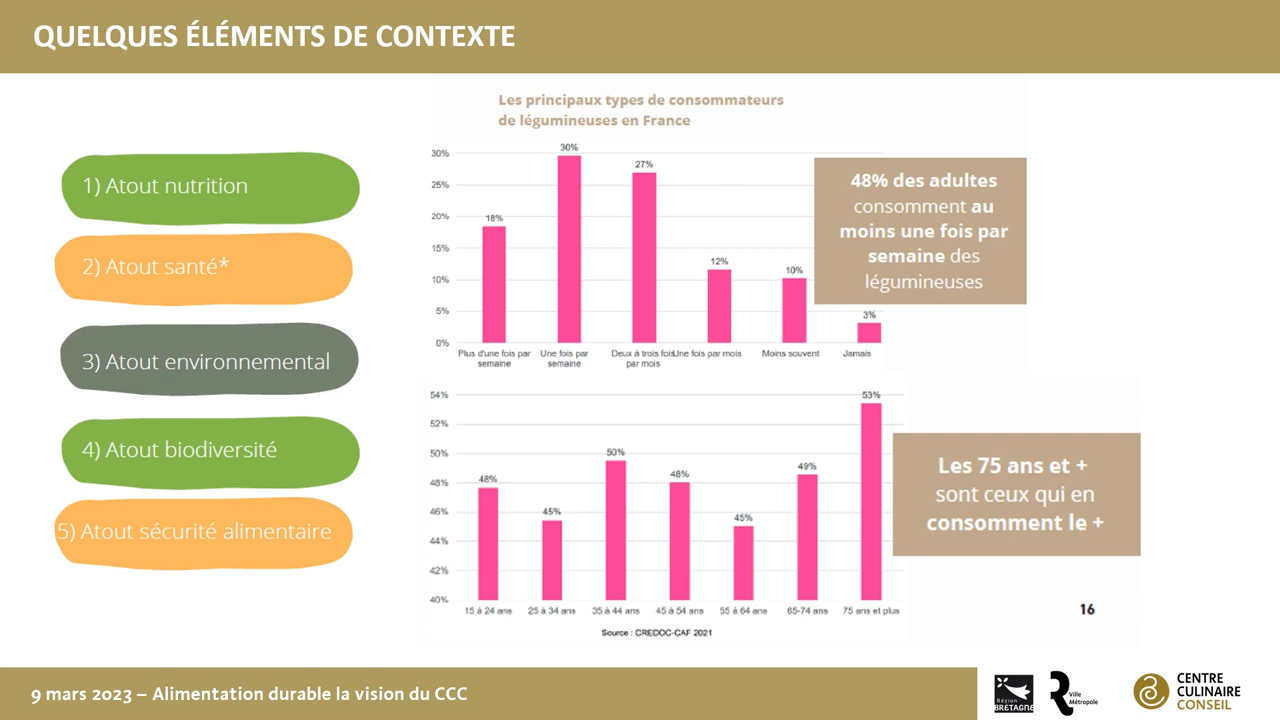 QUELQUES ÉLÉMENTS DE CONTEXTE
1) Atout nutrition
2) Atout santé*
3) Atout environnemental
4) Atout biodiversité
5) Atout sécurité alimentaire
Les principaux types de consommateurs
de légumineuses en France
30%
25%
20%
15%
10%
5%
0%
18%
30%
27%
12%
10%
3%
Plus d'une fois par
semaine
Une fois par
semaine
Deux à trois fois
par mois
Une fois par mois
Moins souvent
Jamais
48% des adultes
consomment au
moins une fois par
semaine des
légumineuses
54%
52%
50%
48%
46%
44%
42%
40%
48%
45%
50%
48%
45%
49%
53%
15 à 24 ans
25 à 34 ans
35 à 44 ans
45 à 54 ans
55 à 64 ans
65-74 ans
75 ans et plus
Source : CREDOC-CAF 2021
Les 75 ans et +
sont ceux qui en
consomment le +
16
9 mars 2023 – Alimentation durable la vision du CCC
Région
BRETAGNE
Ville
Métropole
CENTRE
CULINAIRE
CONSEIL